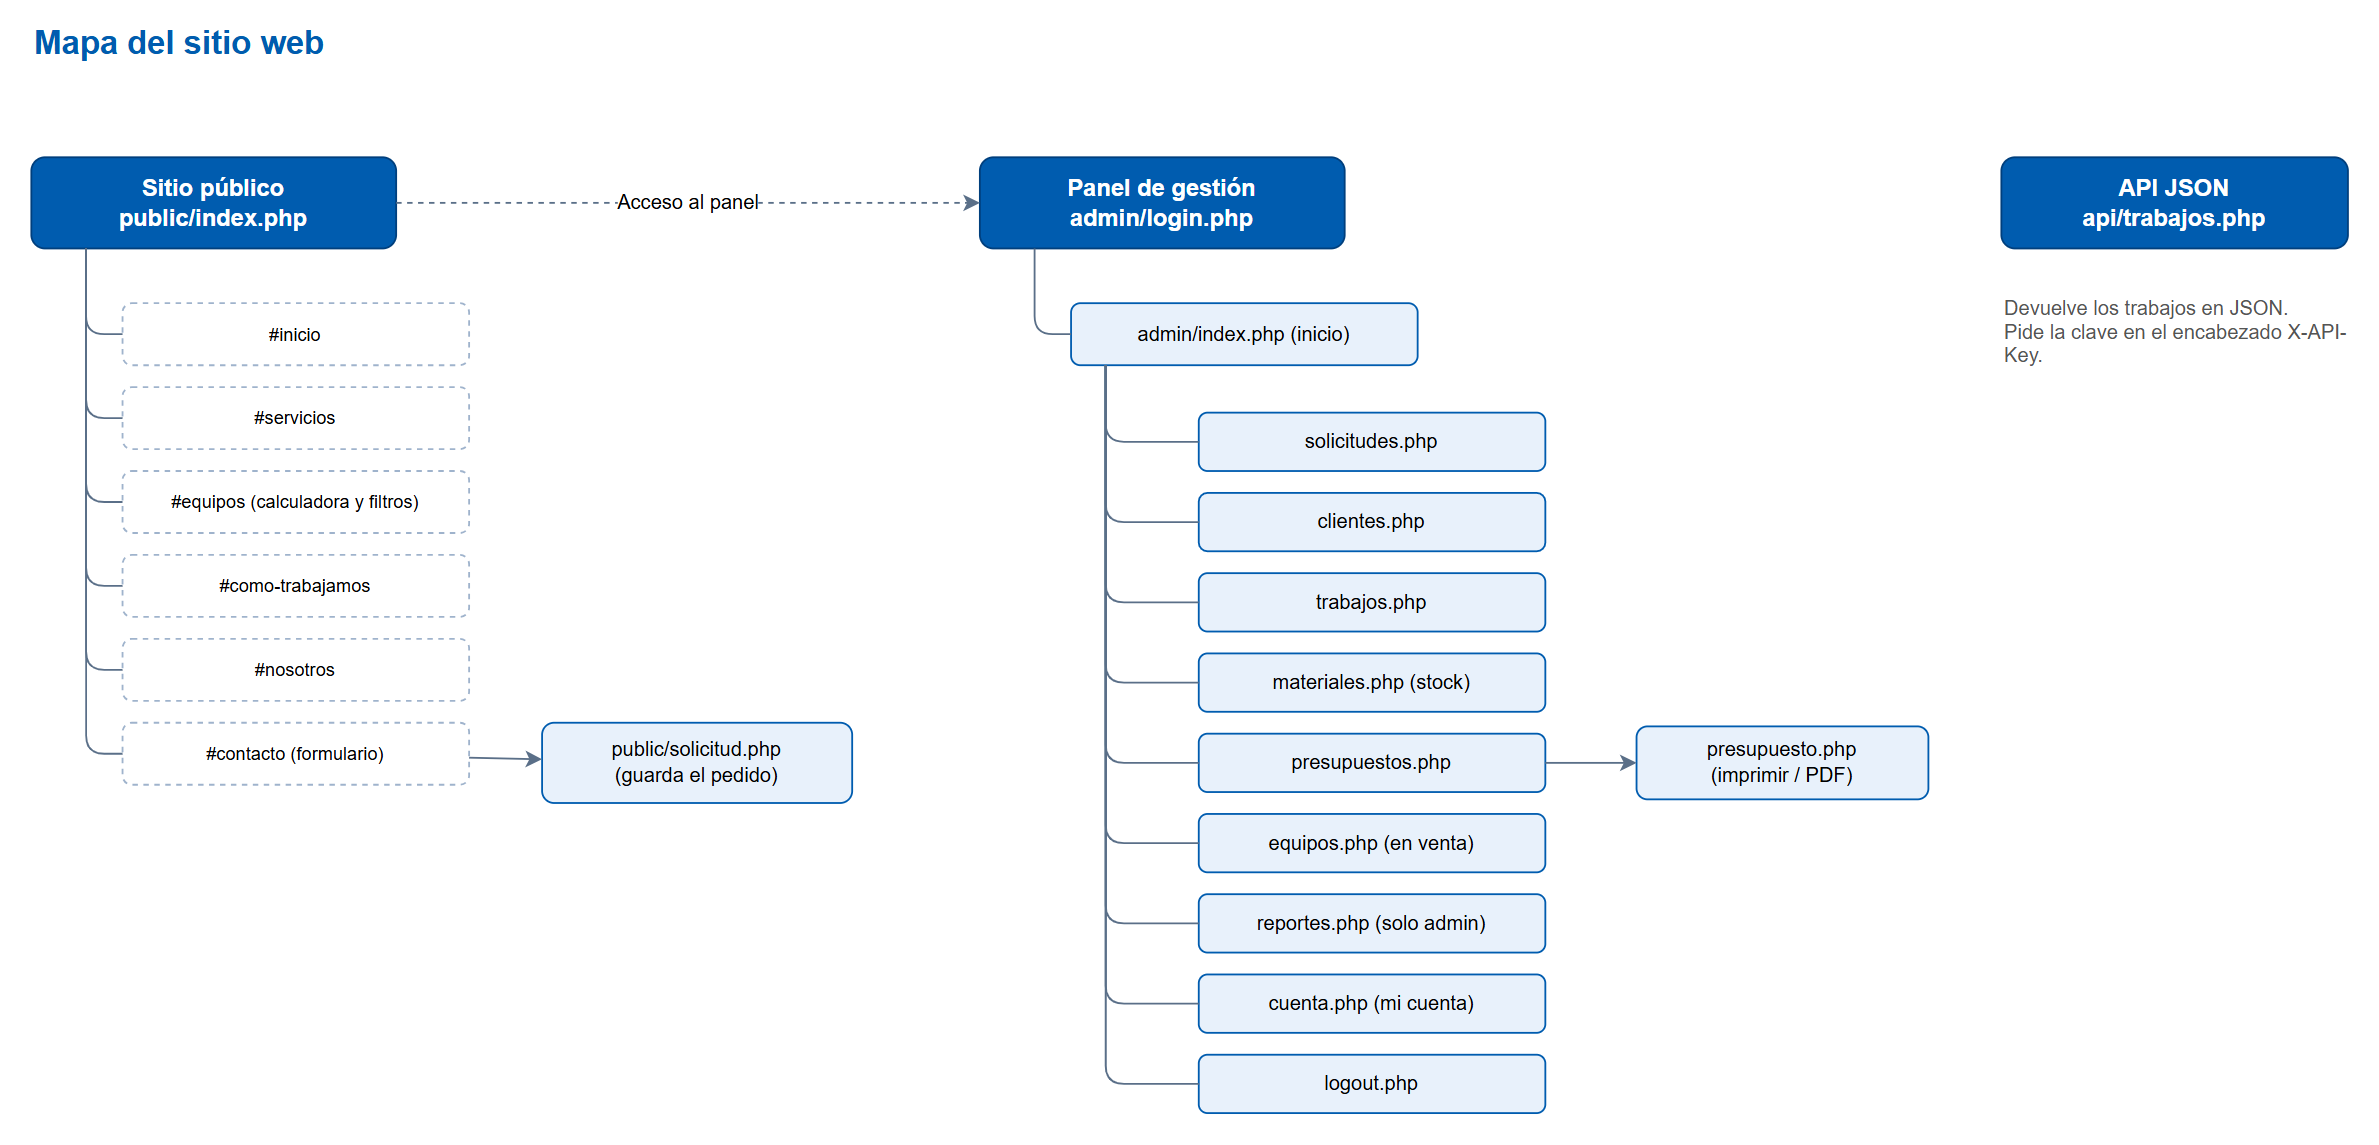 Mapa del sitio web
Sitio público
public/index.php
Acceso al panel
Panel de gestión
admin/login.php
API JSON
api/trabajos.php
#inicio
#servicios
#equipos (calculadora y filtros)
#como-trabajamos
#nosotros
#contacto (formulario)
public/solicitud.php
(guarda el pedido)
admin/index.php (inicio)
solicitudes.php
clientes.php
trabajos.php
materiales.php (stock)
presupuestos.php
presupuesto.php
(imprimir / PDF)
equipos.php (en venta)
reportes.php (solo admin)
cuenta.php (mi cuenta)
logout.php
Devuelve los trabajos en JSON.
Pide la clave en el encabezado X-API-
Key.